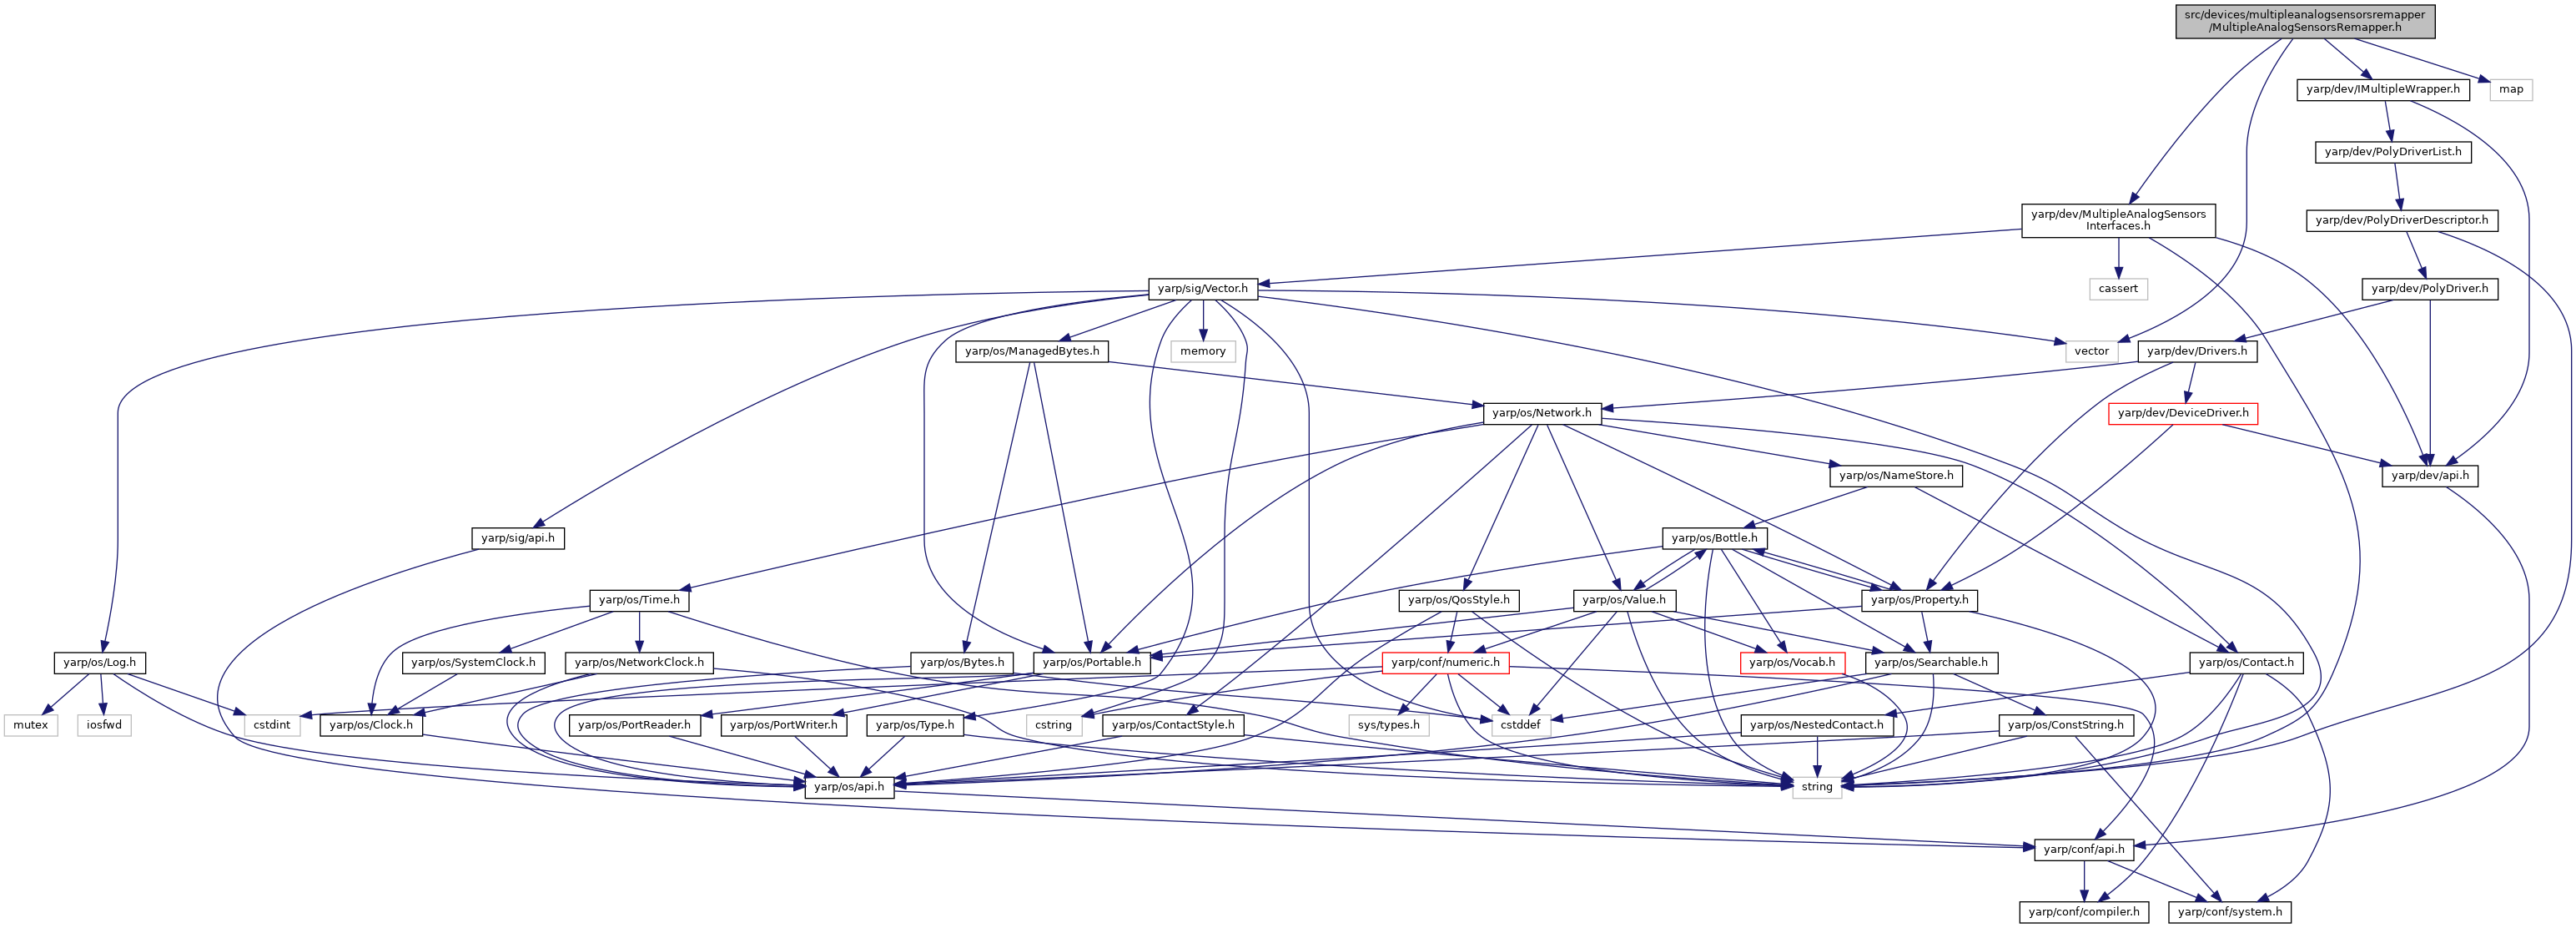 src/devices/multipleanalogsensorsremapper
/MultipleAnalogSensorsRemapper.h
yarp/dev/IMultipleWrapper.h
map
yarp/dev/PolyDriverList.h
yarp/dev/MultipleAnalogSensors
Interfaces.h
yarp/dev/PolyDriverDescriptor.h
yarp/sig/Vector.h
cassert
yarp/dev/PolyDriver.h
yarp/os/ManagedBytes.h
memory
vector
yarp/dev/Drivers.h
yarp/os/Network.h
yarp/dev/DeviceDriver.h
yarp/os/NameStore.h
yarp/dev/api.h
yarp/sig/api.h
yarp/os/Bottle.h
yarp/os/Time.h
yarp/os/QosStyle.h
yarp/os/Value.h
yarp/os/Property.h
yarp/os/Log.h
yarp/os/SystemClock.h
yarp/os/NetworkClock.h
yarp/os/Bytes.h
yarp/os/Portable.h
yarp/conf/numeric.h
yarp/os/Vocab.h
yarp/os/Searchable.h
yarp/os/Contact.h
mutex
iosfwd
cstdint
yarp/os/Clock.h
yarp/os/PortReader.h
yarp/os/PortWriter.h
yarp/os/Type.h
cstring
yarp/os/ContactStyle.h
sys/types.h
cstddef
yarp/os/NestedContact.h
yarp/os/ConstString.h
yarp/os/api.h
string
yarp/conf/api.h
yarp/conf/compiler.h
yarp/conf/system.h